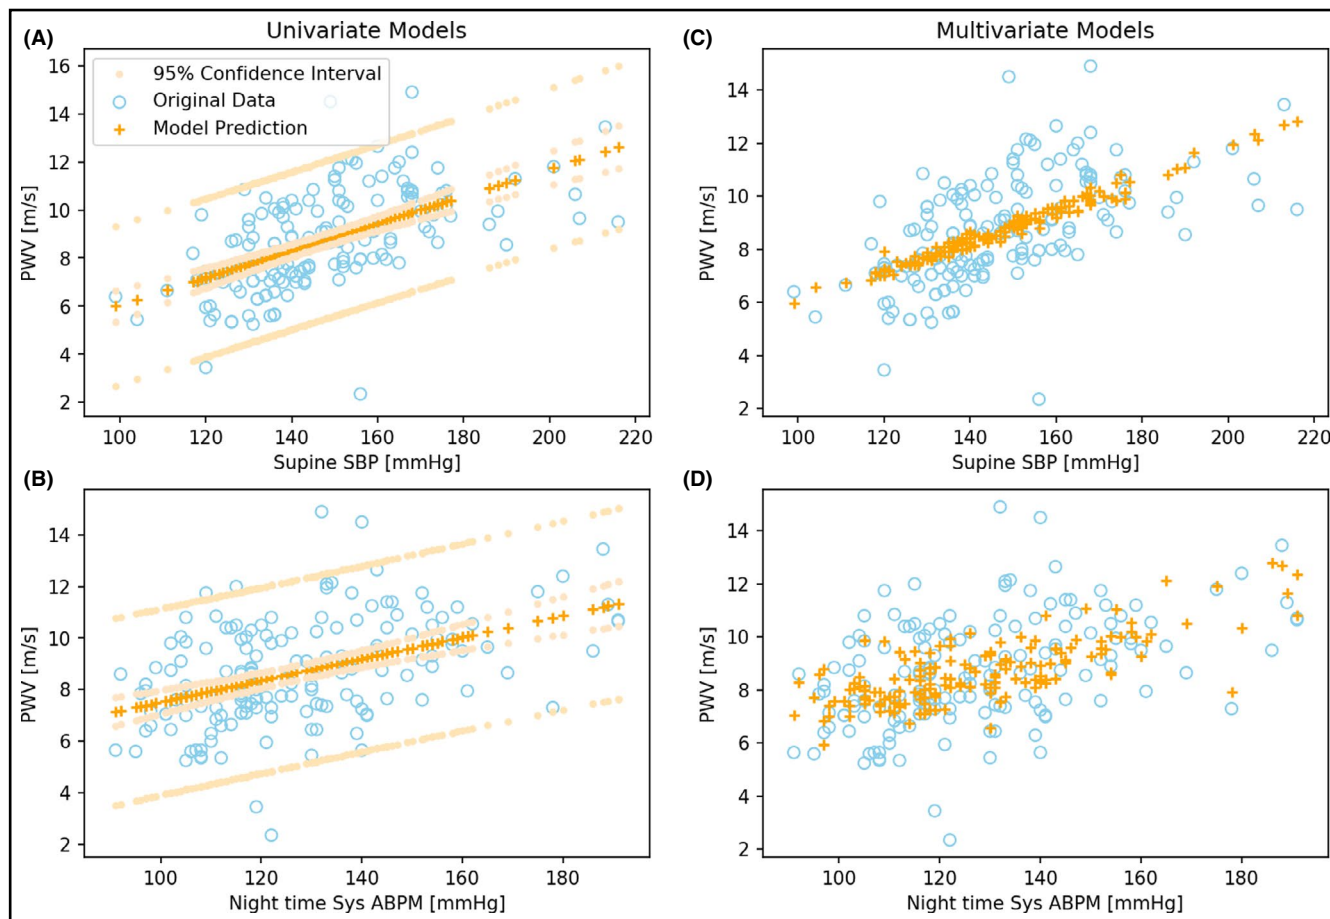 Univariate Models
Multivariate Models
(A)
16
14
12
10
8
6
4
2
PWV [m/s]
95% Confidence Interval
Original Data
Model Prediction
100 120 140 160 180 200 220
Supine SBP [mmHg]
(C)
14
12
10
8
6
4
2
PWV [m/s]
100 120 140 160 180 200 220
Supine SBP [mmHg]
(B)
14
12
10
8
6
4
2
PWV [m/s]
100 120 140 160 180
Night time Sys ABPM [mmHg]
(D)
14
12
10
8
6
4
2
PWV [m/s]
100 120 140 160 180
Night time Sys ABPM [mmHg]